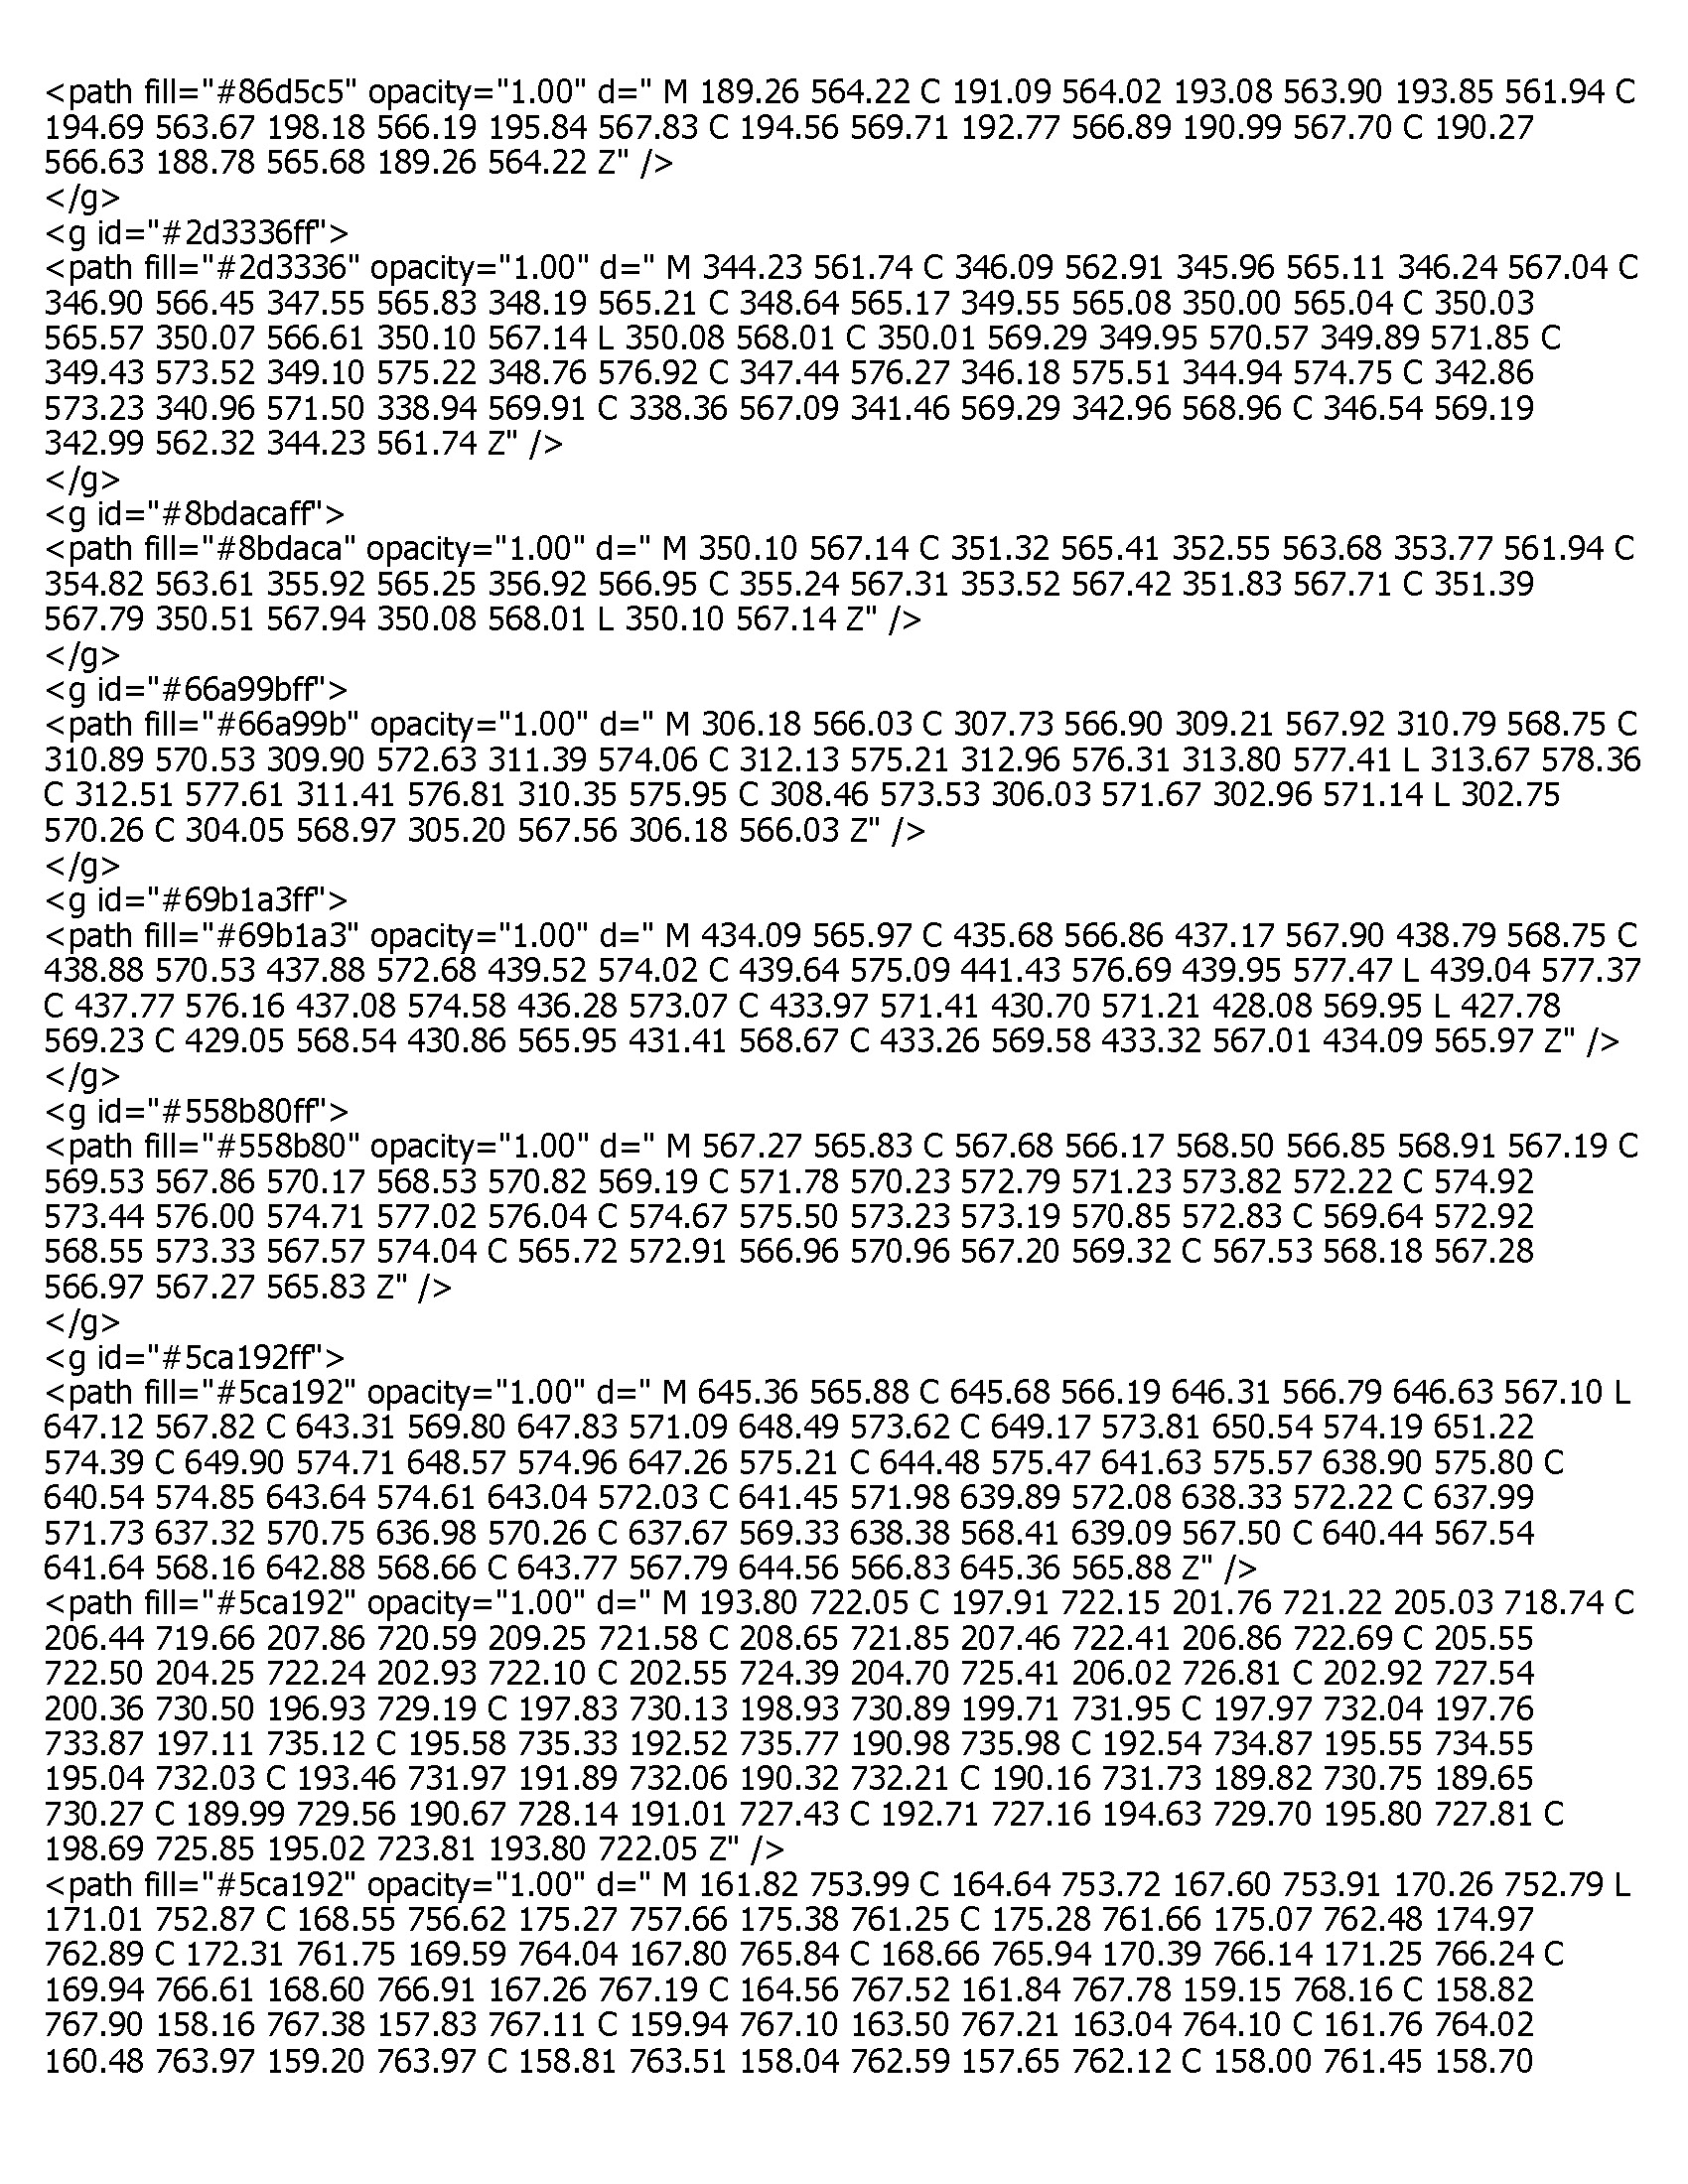 <path fill="#86d5c5" opacity="1.00" d=" M 189.26 564.22 C 191.09 564.02 193.08 563.90 193.85 561.94 C
194.69 563.67 198.18 566.19 195.84 567.83 C 194.56 569.71 192.77 566.89 190.99 567.70 C 190.27
566.63 188.78 565.68 189.26 564.22 Z" />
</g>
<g id="#2d3336ff">
<path fill="#2d3336" opacity="1.00" d=" M 344.23 561.74 C 346.09 562.91 345.96 565.11 346.24 567.04 C
346.90 566.45 347.55 565.83 348.19 565.21 C 348.64 565.17 349.55 565.08 350.00 565.04 C 350.03
565.57 350.07 566.61 350.10 567.14 L 350.08 568.01 C 350.01 569.29 349.95 570.57 349.89 571.85 C
349.43 573.52 349.10 575.22 348.76 576.92 C 347.44 576.27 346.18 575.51 344.94 574.75 C 342.86
573.23 340.96 571.50 338.94 569.91 C 338.36 567.09 341.46 569.29 342.96 568.96 C 346.54 569.19
342.99 562.32 344.23 561.74 Z" />
</g>
<g id="#8bdacaff">
<path fill="#8bdaca" opacity="1.00" d=" M 350.10 567.14 C 351.32 565.41 352.55 563.68 353.77 561.94 C
354.82 563.61 355.92 565.25 356.92 566.95 C 355.24 567.31 353.52 567.42 351.83 567.71 C 351.39
567.79 350.51 567.94 350.08 568.01 L 350.10 567.14 Z" />
</g>
<g id="#66a99bff">
<path fill="#66a99b" opacity="1.00" d=" M 306.18 566.03 C 307.73 566.90 309.21 567.92 310.79 568.75 C
310.89 570.53 309.90 572.63 311.39 574.06 C 312.13 575.21 312.96 576.31 313.80 577.41 L 313.67 578.36
C 312.51 577.61 311.41 576.81 310.35 575.95 C 308.46 573.53 306.03 571.67 302.96 571.14 L 302.75
570.26 C 304.05 568.97 305.20 567.56 306.18 566.03 Z" />
</g>
<g id="#69b1a3ff">
<path fill="#69b1a3" opacity="1.00" d=" M 434.09 565.97 C 435.68 566.86 437.17 567.90 438.79 568.75 C
438.88 570.53 437.88 572.68 439.52 574.02 C 439.64 575.09 441.43 576.69 439.95 577.47 L 439.04 577.37
C 437.77 576.16 437.08 574.58 436.28 573.07 C 433.97 571.41 430.70 571.21 428.08 569.95 L 427.78
569.23 C 429.05 568.54 430.86 565.95 431.41 568.67 C 433.26 569.58 433.32 567.01 434.09 565.97 Z" />
</g>
<g id="#558b80ff">
<path fill="#558b80" opacity="1.00" d=" M 567.27 565.83 C 567.68 566.17 568.50 566.85 568.91 567.19 C
569.53 567.86 570.17 568.53 570.82 569.19 C 571.78 570.23 572.79 571.23 573.82 572.22 C 574.92
573.44 576.00 574.71 577.02 576.04 C 574.67 575.50 573.23 573.19 570.85 572.83 C 569.64 572.92
568.55 573.33 567.57 574.04 C 565.72 572.91 566.96 570.96 567.20 569.32 C 567.53 568.18 567.28
566.97 567.27 565.83 Z" />
</g>
<g id="#5ca192ff">
<path fill="#5ca192" opacity="1.00" d=" M 645.36 565.88 C 645.68 566.19 646.31 566.79 646.63 567.10 L
647.12 567.82 C 643.31 569.80 647.83 571.09 648.49 573.62 C 649.17 573.81 650.54 574.19 651.22
574.39 C 649.90 574.71 648.57 574.96 647.26 575.21 C 644.48 575.47 641.63 575.57 638.90 575.80 C
640.54 574.85 643.64 574.61 643.04 572.03 C 641.45 571.98 639.89 572.08 638.33 572.22 C 637.99
571.73 637.32 570.75 636.98 570.26 C 637.67 569.33 638.38 568.41 639.09 567.50 C 640.44 567.54
641.64 568.16 642.88 568.66 C 643.77 567.79 644.56 566.83 645.36 565.88 Z" />
<path fill="#5ca192" opacity="1.00" d=" M 193.80 722.05 C 197.91 722.15 201.76 721.22 205.03 718.74 C
206.44 719.66 207.86 720.59 209.25 721.58 C 208.65 721.85 207.46 722.41 206.86 722.69 C 205.55
722.50 204.25 722.24 202.93 722.10 C 202.55 724.39 204.70 725.41 206.02 726.81 C 202.92 727.54
200.36 730.50 196.93 729.19 C 197.83 730.13 198.93 730.89 199.71 731.95 C 197.97 732.04 197.76
733.87 197.11 735.12 C 195.58 735.33 192.52 735.77 190.98 735.98 C 192.54 734.87 195.55 734.55
195.04 732.03 C 193.46 731.97 191.89 732.06 190.32 732.21 C 190.16 731.73 189.82 730.75 189.65
730.27 C 189.99 729.56 190.67 728.14 191.01 727.43 C 192.71 727.16 194.63 729.70 195.80 727.81 C
198.69 725.85 195.02 723.81 193.80 722.05 Z" />
<path fill="#5ca192" opacity="1.00" d=" M 161.82 753.99 C 164.64 753.72 167.60 753.91 170.26 752.79 L
171.01 752.87 C 168.55 756.62 175.27 757.66 175.38 761.25 C 175.28 761.66 175.07 762.48 174.97
762.89 C 172.31 761.75 169.59 764.04 167.80 765.84 C 168.66 765.94 170.39 766.14 171.25 766.24 C
169.94 766.61 168.60 766.91 167.26 767.19 C 164.56 767.52 161.84 767.78 159.15 768.16 C 158.82
767.90 158.16 767.38 157.83 767.11 C 159.94 767.10 163.50 767.21 163.04 764.10 C 161.76 764.02
160.48 763.97 159.20 763.97 C 158.81 763.51 158.04 762.59 157.65 762.12 C 158.00 761.45 158.70